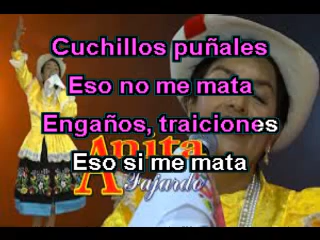 Cuchillos puñales
Eso no me mata
Engaños, traiciones
Anita
Eso si me mata
Fajardo